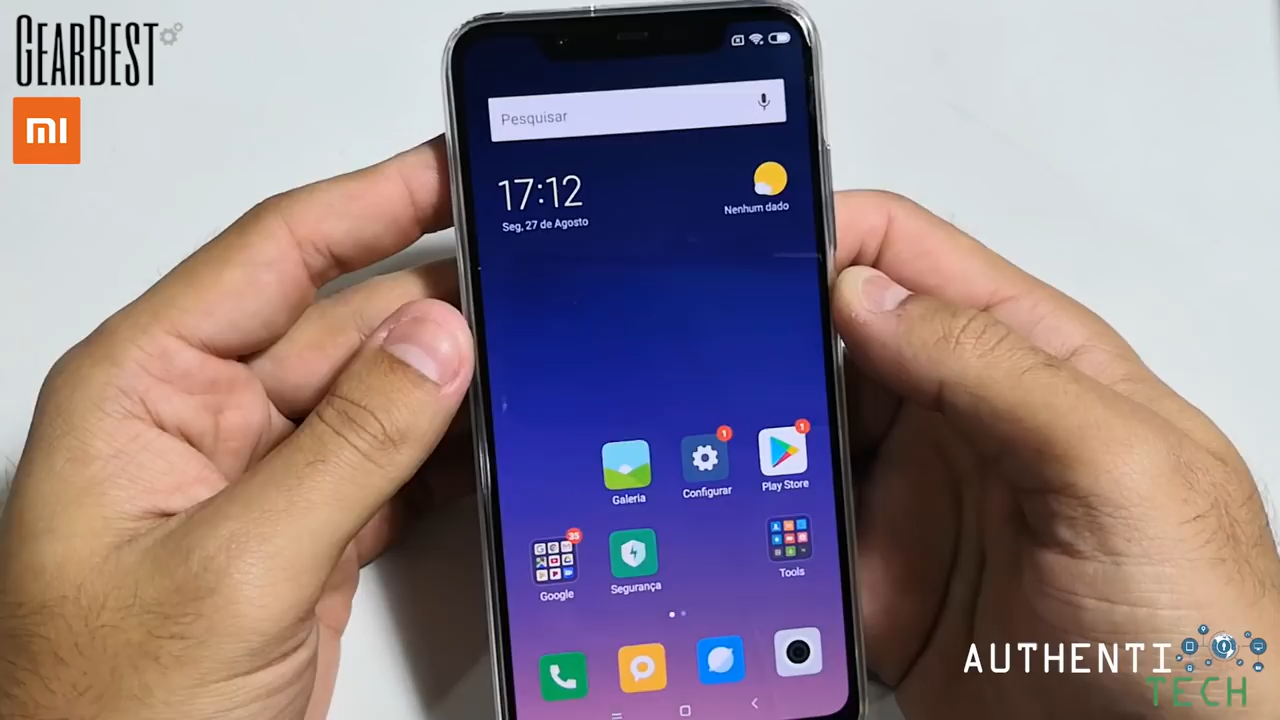 GEARBEST
MI
Pesquisar
17:12
Seg, 27 de Agosto
Nenhum dado
Galeria
1
Configurar
1
Play Store
35
Google
Segurança
Tools
AUTHENTI
TECH